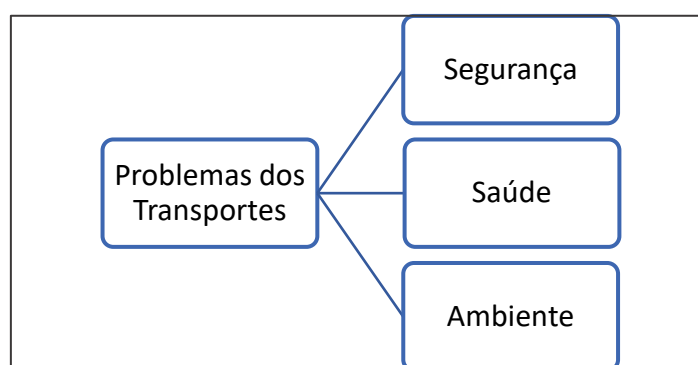 Segurança
Problemas dos
Transportes
Saúde
Ambiente